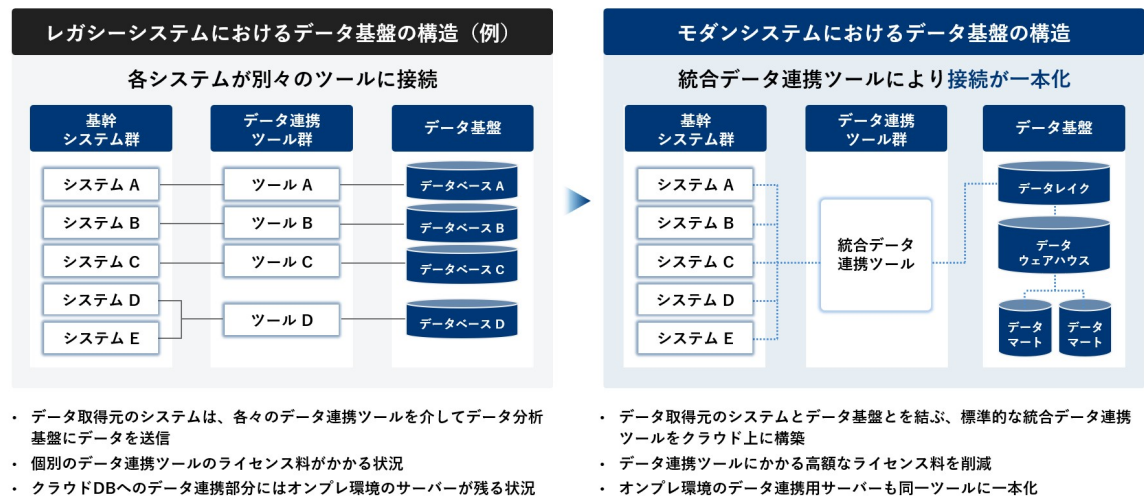 レガシーシステムにおけるデータ基盤の構造（例）
各システムが別々のツールに接続
基幹
システム群
データ連携
ツール群
データ基盤
システム A
ツール A
データベース A
システム B
ツール B
データベース B
システム C
ツール C
データベース C
システム D
システム E
ツール D
データベース D
・ データ取得元のシステムは、各々のデータ連携ツールを介してデータ分析
基盤にデータを送信
・ 個別のデータ連携ツールのライセンス料がかかる状況
・ クラウドDBへのデータ連携部分にはオンプレ環境のサーバーが残る状況
モダンシステムにおけるデータ基盤の構造
統合データ連携ツールにより接続が一本化
基幹
システム群
データ連携
ツール群
データ基盤
システム A
システム B
システム C
システム D
システム E
統合データ
連携ツール
データレイク
データ
ウェアハウス
データ
マート
データ
マート
・ データ取得元のシステムとデータ基盤とを結ぶ、標準的な統合データ連携
ツールをクラウド上に構築
・ データ連携ツールにかかる高額なライセンス料を削減
・ オンプレ環境のデータ連携用サーバーも同一ツールに一本化